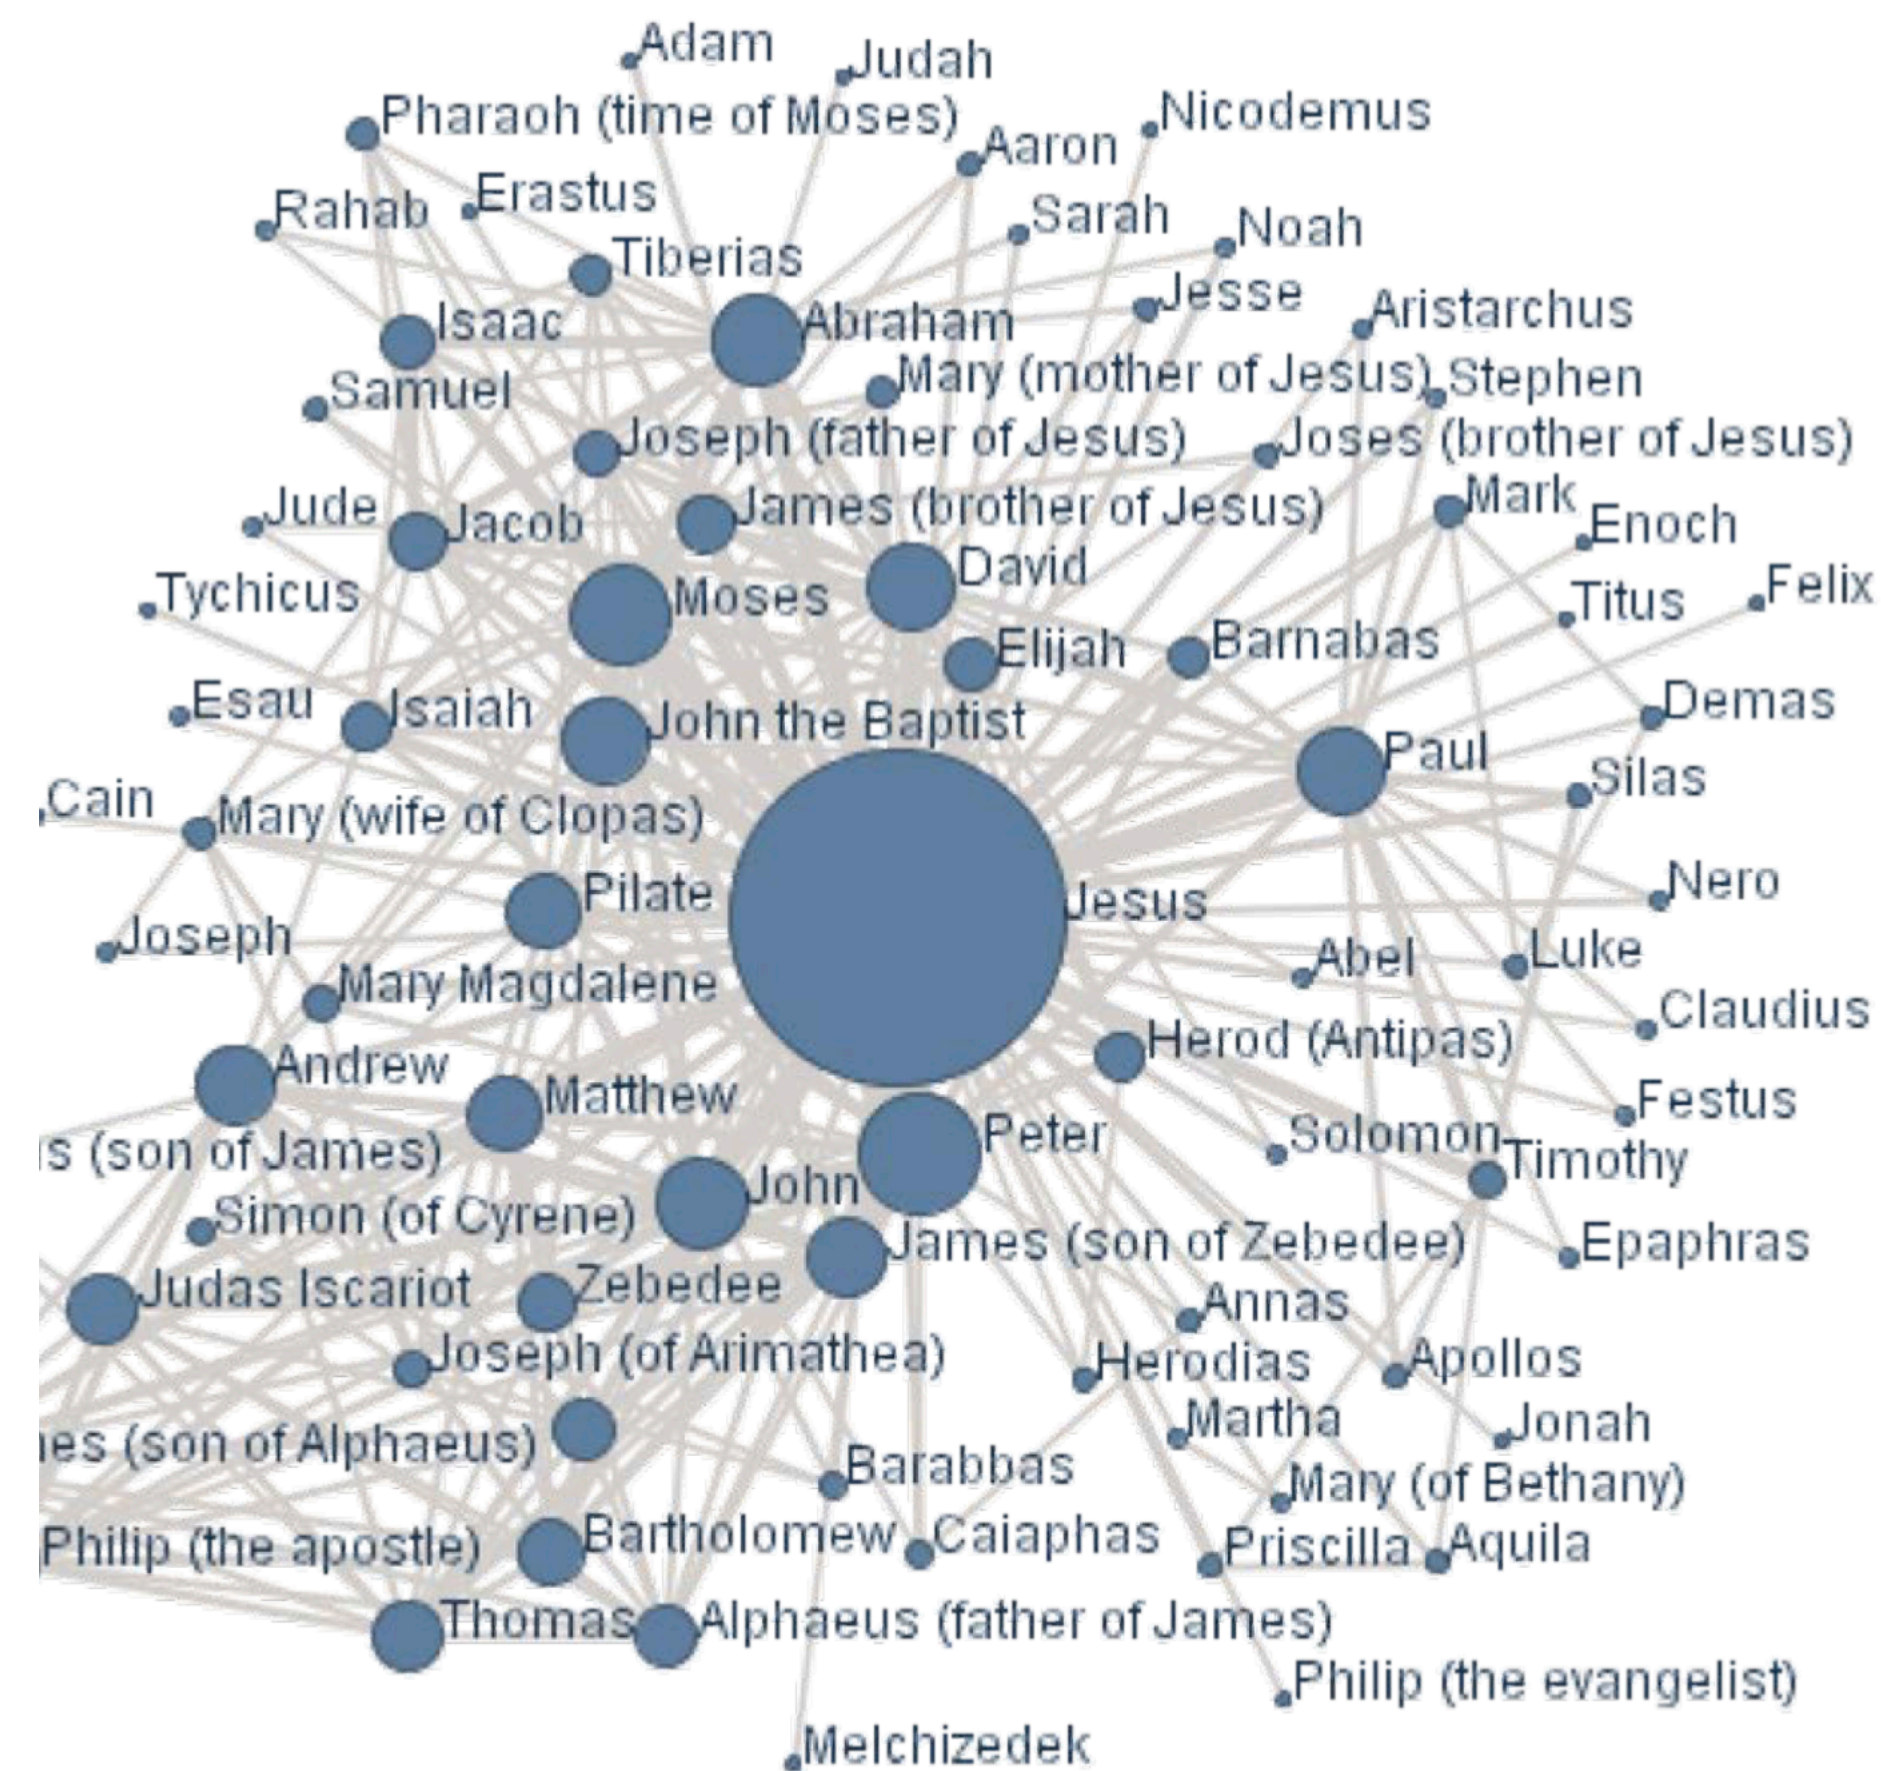 Adam
Judah
Pharaoh (time of Moses)
Nicodemus
Aaron
Erastus
Rahab
Sarah
Noah
Tiberias
Jesse
Aristarchus
Isaac
Abraham
Mary (mother of Jesus)
Stephen
Samuel
Joseph (father of Jesus)
Joses (brother of Jesus)
Mark
Jude
James (brother of Jesus)
Jacob
Enoch
David
Felix
Tychicus
Moses
Titus
Elijah
Barnabas
Esau
Isaiah
Demas
John the Baptist
Paul
Silas
Cain
Mary (wife of Clopas)
Nero
Pilate
Jesus
Joseph
Luke
Abel
Mary Magdalene
Claudius
Herod (Antipas)
Andrew
Matthew
Festus
Peter
Solomon
s (son of James)
Timothy
John
Simon (of Cyrene)
James (son of Zebedee)
Epaphras
Judas Iscariot
Zebedee
Annas
Joseph (of Arimathea)
Herodias
Apollos
Martha
Jonah
es (son of Alphaeus)
Barabbas
Mary (of Bethany)
Philip (the apostle)
Bartholomew
Caiaphas
Priscilla
Aquila
Thomas
Alphaeus (father of James)
Philip (the evangelist)
Melchizedek